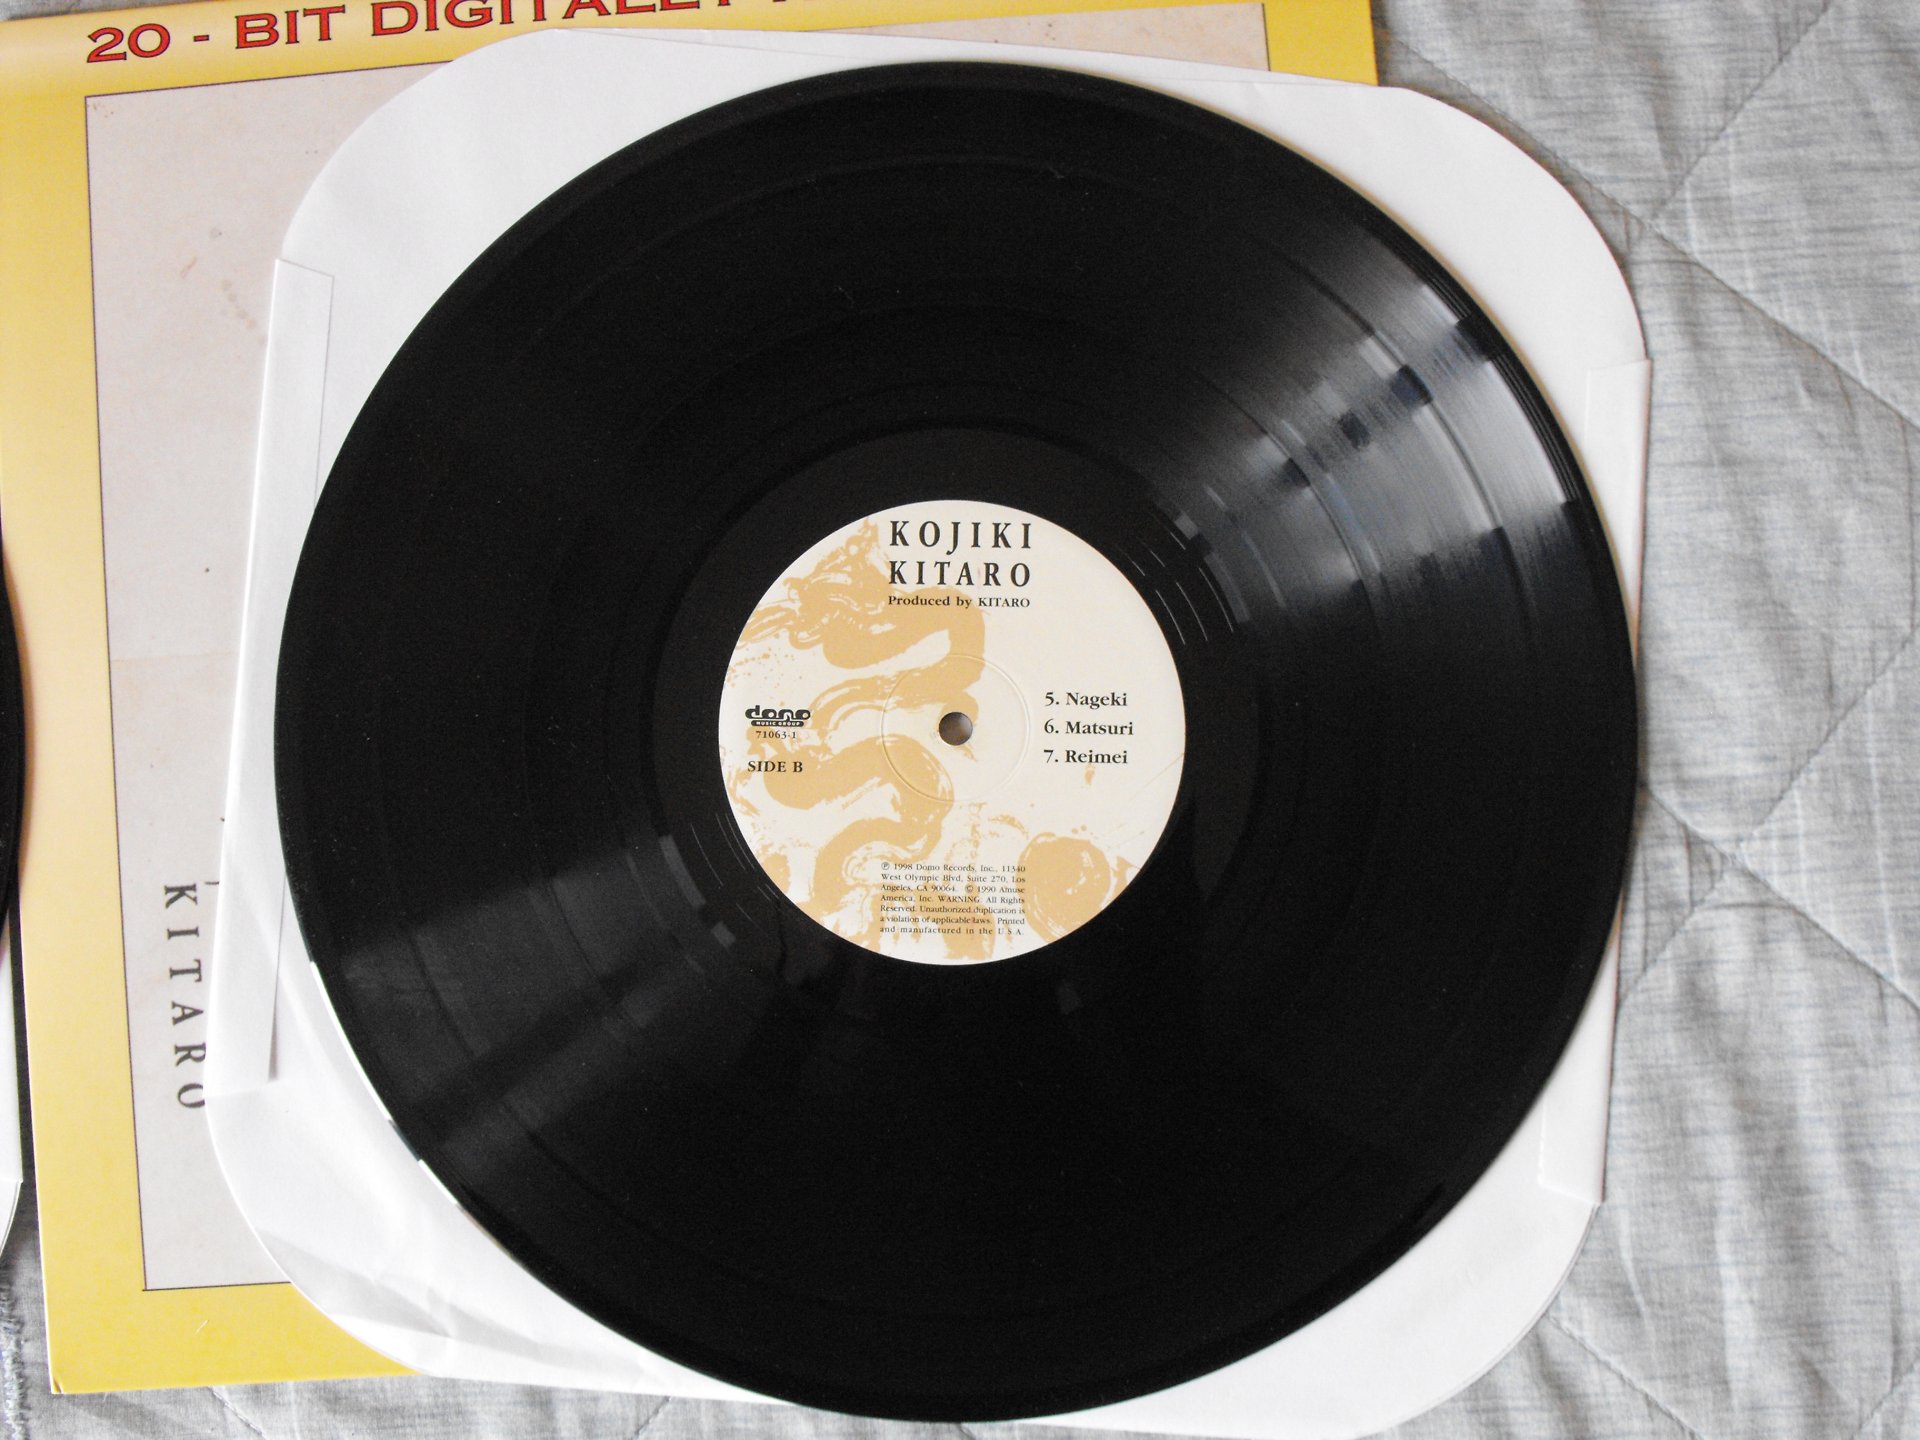 20 - BIT DIGITALLY
KITARO
KOJIKI
KITARO
Produced by KITARO
5. Nageki
6. Matsuri
7. Reimei
domo
MUSIC GROUP
71063-1
SIDE B
℗ 1998 Domo Records, Inc., 11340
West Olympic Blvd, Suite 270, Los
Angeles, CA 90064. © 1990 Amuse
America, Inc. WARNING: All Rights
Reserved. Unauthorized duplication is
a violation of applicable laws. Printed
and manufactured in the U.S.A.